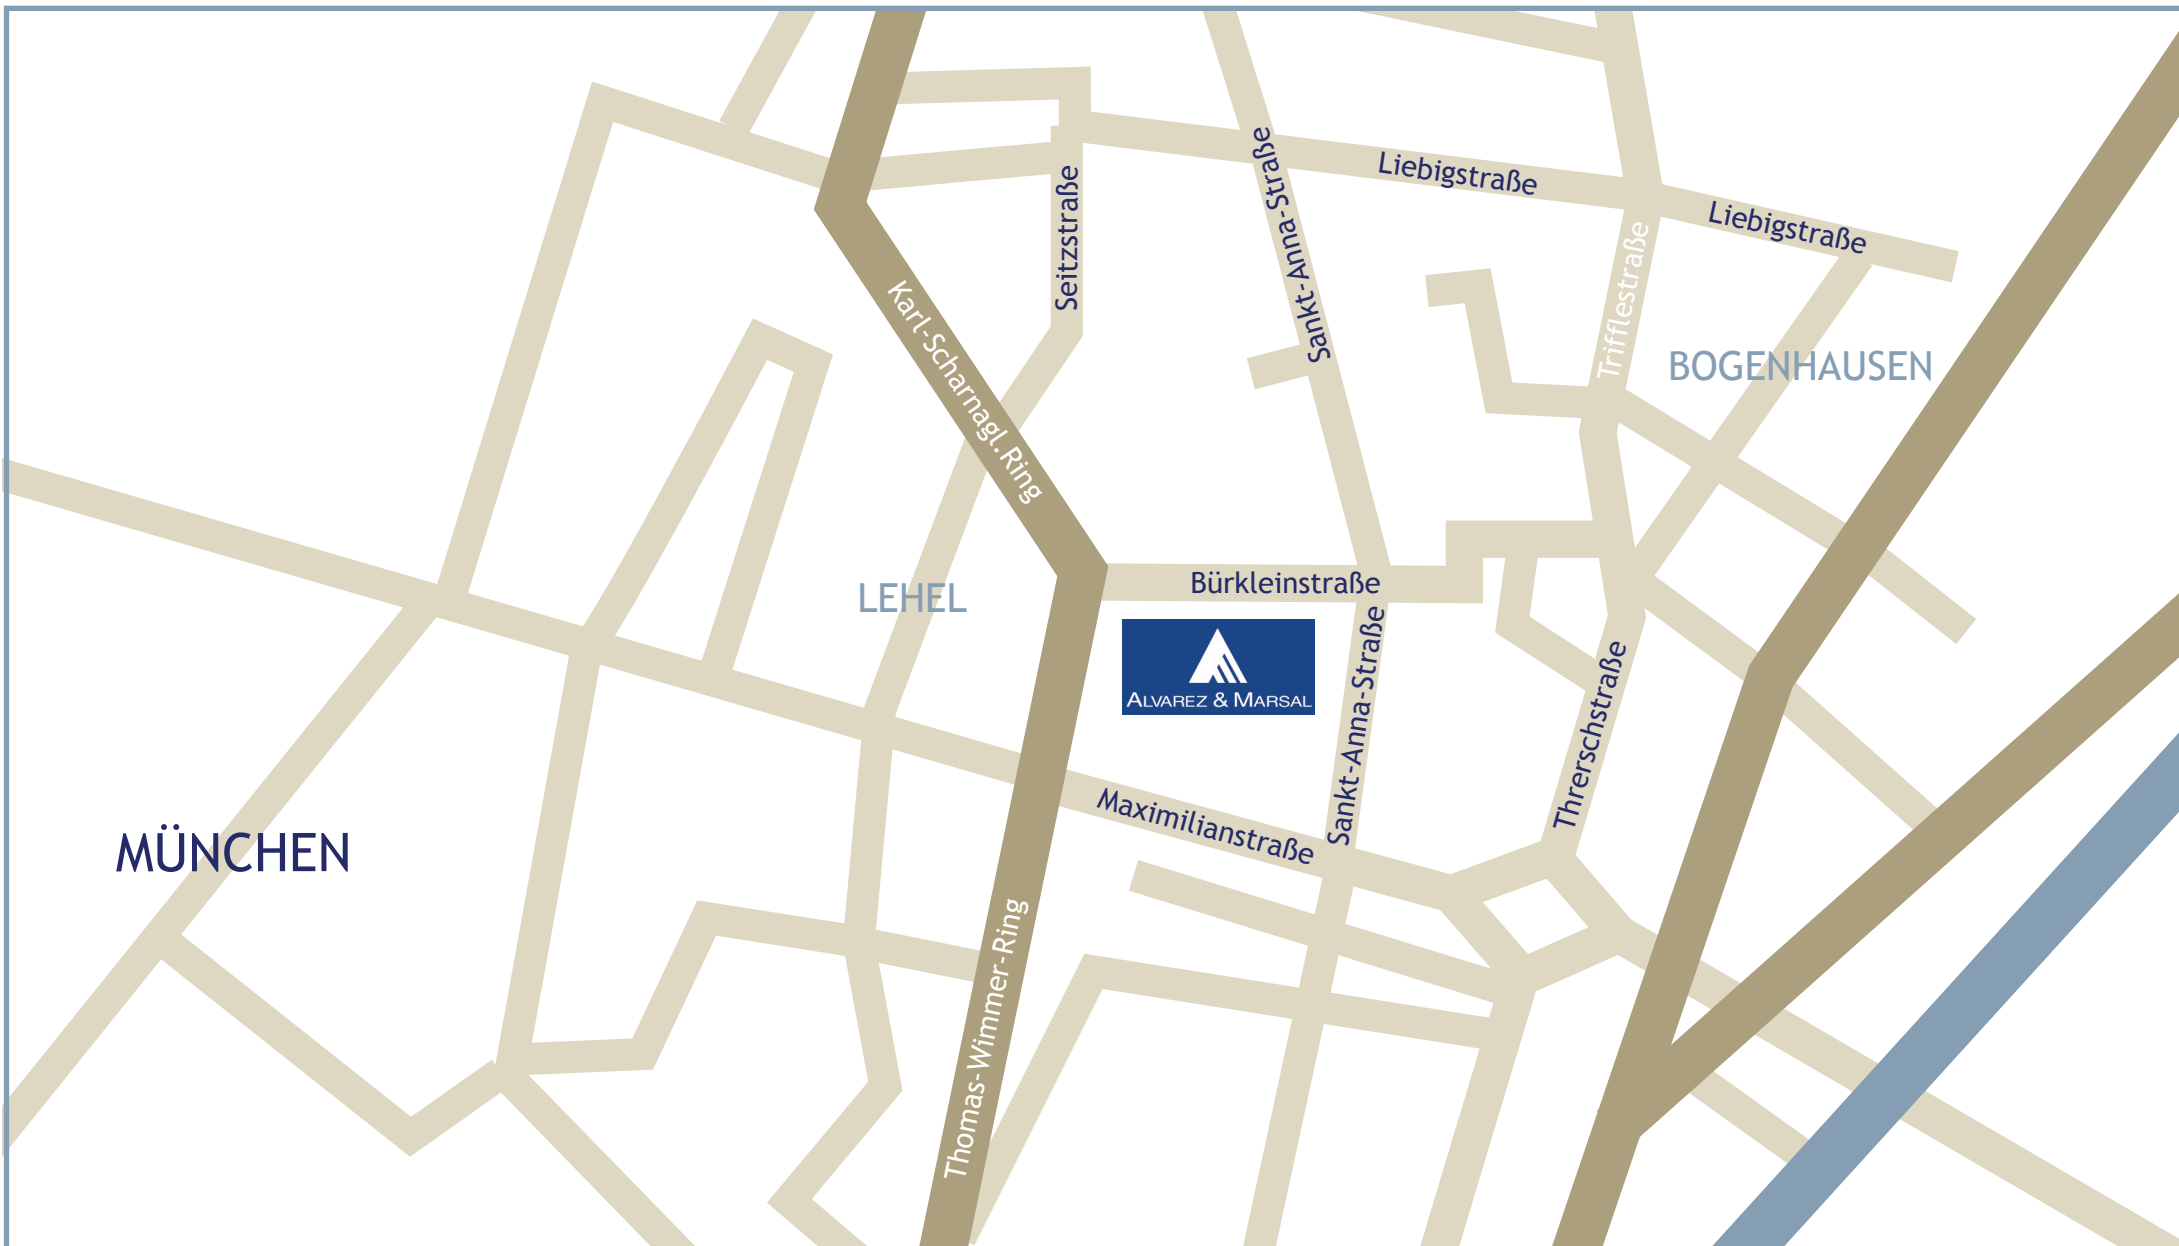 Liebigstraße
Liebigstraße
Seitzstraße
Sankt-Anna-Straße
Trifflestraße
Karl-Scharnagl.Ring
BOGENHAUSEN
LEHEL
Bürkleinstraße
ALVAREZ & MARSAL
Sankt-Anna-Straße
Threrschstraße
Maximilianstraße
MÜNCHEN
Thomas-Wimmer-Ring